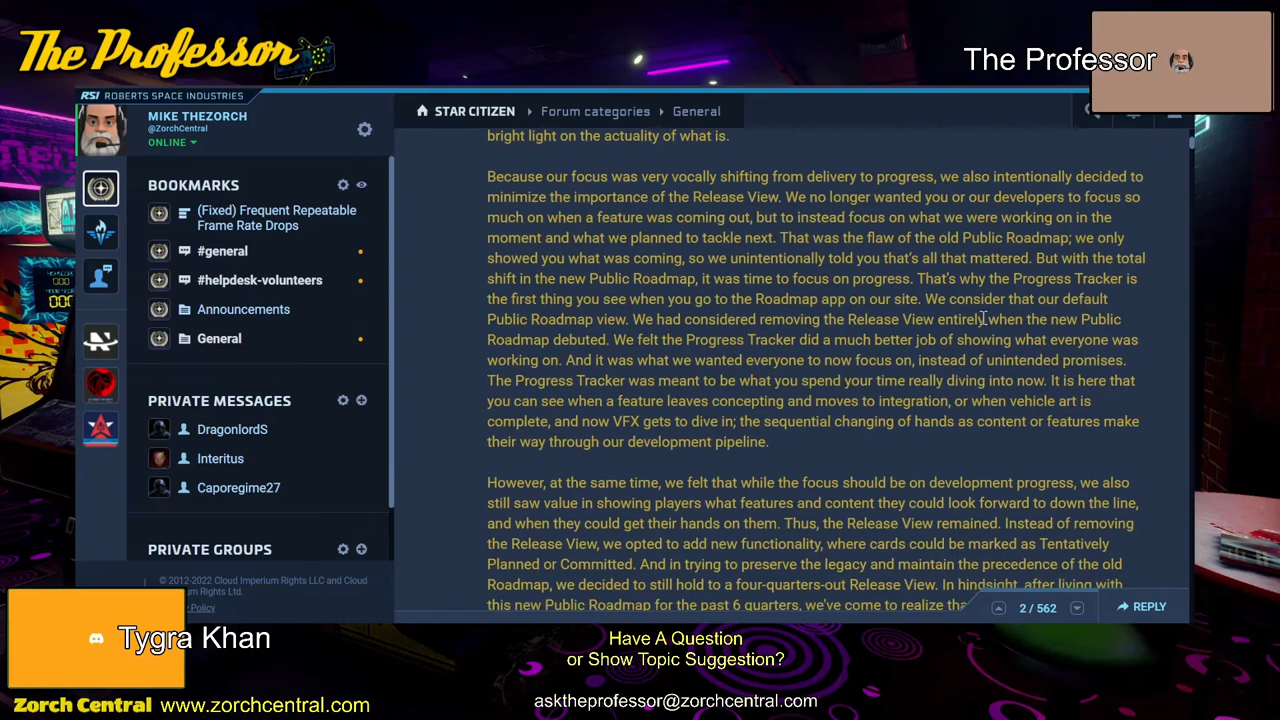 The Professor
The Professor
RSI ROBERTS SPACE INDUSTRIES
MIKE THEZORCH
@ZorchCentral
ONLINE
STAR CITIZEN
Forum categories
General
BOOKMARKS
(Fixed) Frequent Repeatable
Frame Rate Drops
#general
#helpdesk-volunteers
Announcements
General
PRIVATE MESSAGES
DragonlordS
Interitus
Caporegime27
PRIVATE GROUPS
© 2012-2022 Cloud Imperium Rights LLC and Cloud
Rights Ltd.
Policy
bright light on the actuality of what is.
Because our focus was very vocally shifting from delivery to progress, we also intentionally decided to
minimize the importance of the Release View. We no longer wanted you or our developers to focus so
much on when a feature was coming out, but to instead focus on what we were working on in the
moment and what we planned to tackle next. That was the flaw of the old Public Roadmap; we only
showed you what was coming, so we unintentionally told you that's all that mattered. But with the total
shift in the new Public Roadmap, it was time to focus on progress. That's why the Progress Tracker is
the first thing you see when you go to the Roadmap app on our site. We consider that our default
Public Roadmap view. We had considered removing the Release View entirely when the new Public
Roadmap debuted. We felt the Progress Tracker did a much better job of showing what everyone was
working on. And it was what we wanted everyone to now focus on, instead of unintended promises.
The Progress Tracker was meant to be what you spend your time really diving into now. It is here that
you can see when a feature leaves concepting and moves to integration, or when vehicle art is
complete, and now VFX gets to dive in; the sequential changing of hands as content or features make
their way through our development pipeline.
However, at the same time, we felt that while the focus should be on development progress, we also
still saw value in showing players what features and content they could look forward to down the line,
and when they could get their hands on them. Thus, the Release View remained. Instead of removing
the Release View, we opted to add new functionality, where cards could be marked as Tentatively
Planned or Committed. And in trying to preserve the legacy and maintain the precedence of the old
Roadmap, we decided to still hold to a four-quarters-out Release View. In hindsight, after living with
this new Public Roadmap for the past 6 quarters, we've come to realize tha
2 / 562
REPLY
Tygra Khan
Have A Question
or Show Topic Suggestion?
Zorch Central www.zorchcentral.com
asktheprofessor@zorchcentral.com